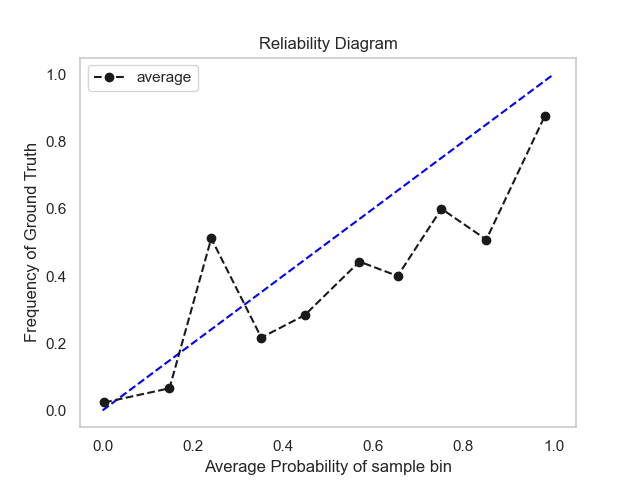 Reliability Diagram
average
Frequency of Ground Truth
1.0
0.8
0.6
0.4
0.2
0.0
0.0 0.2 0.4 0.6 0.8 1.0
Average Probability of sample bin